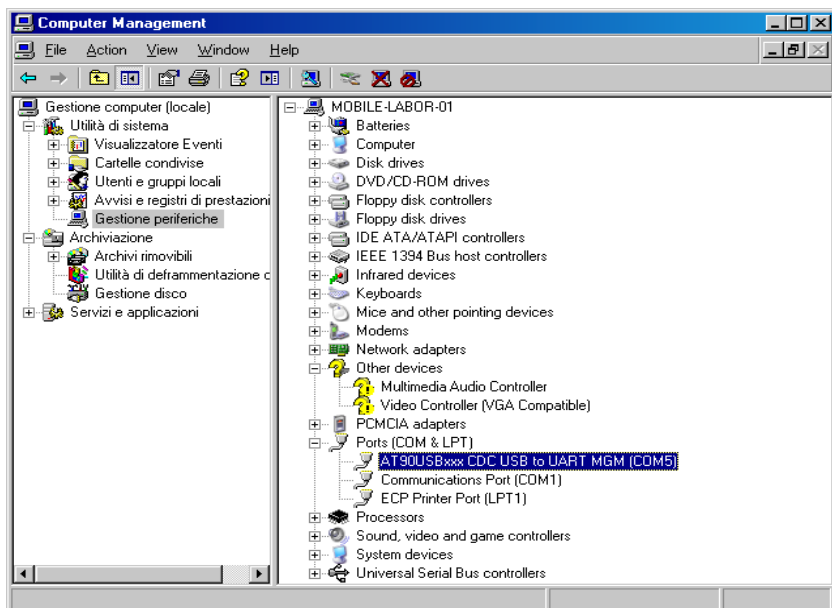 Computer Management
File Action View Window Help
Gestione computer (locale)
Utilità di sistema
Visualizzatore Eventi
Cartelle condivise
Utenti e gruppi locali
Avvisi e registri di prestazioni
Gestione periferiche
Archiviazione
Archivi rimovibili
Utilità di deframmentazione d
Gestione disco
Servizi e applicazioni
MOBILE-LABOR-01
Batteries
Computer
Disk drives
DVD/CD-ROM drives
Floppy disk controllers
Floppy disk drives
IDE ATA/ATAPI controllers
IEEE 1394 Bus host controllers
Infrared devices
Keyboards
Mice and other pointing devices
Modems
Network adapters
Other devices
Multimedia Audio Controller
Video Controller (VGA Compatible)
PCMCIA adapters
Ports (COM & LPT)
AT90USBxxx CDC USB to UART MGM (COM5)
Communications Port (COM1)
ECP Printer Port (LPT1)
Processors
Sound, video and game controllers
System devices
Universal Serial Bus controllers